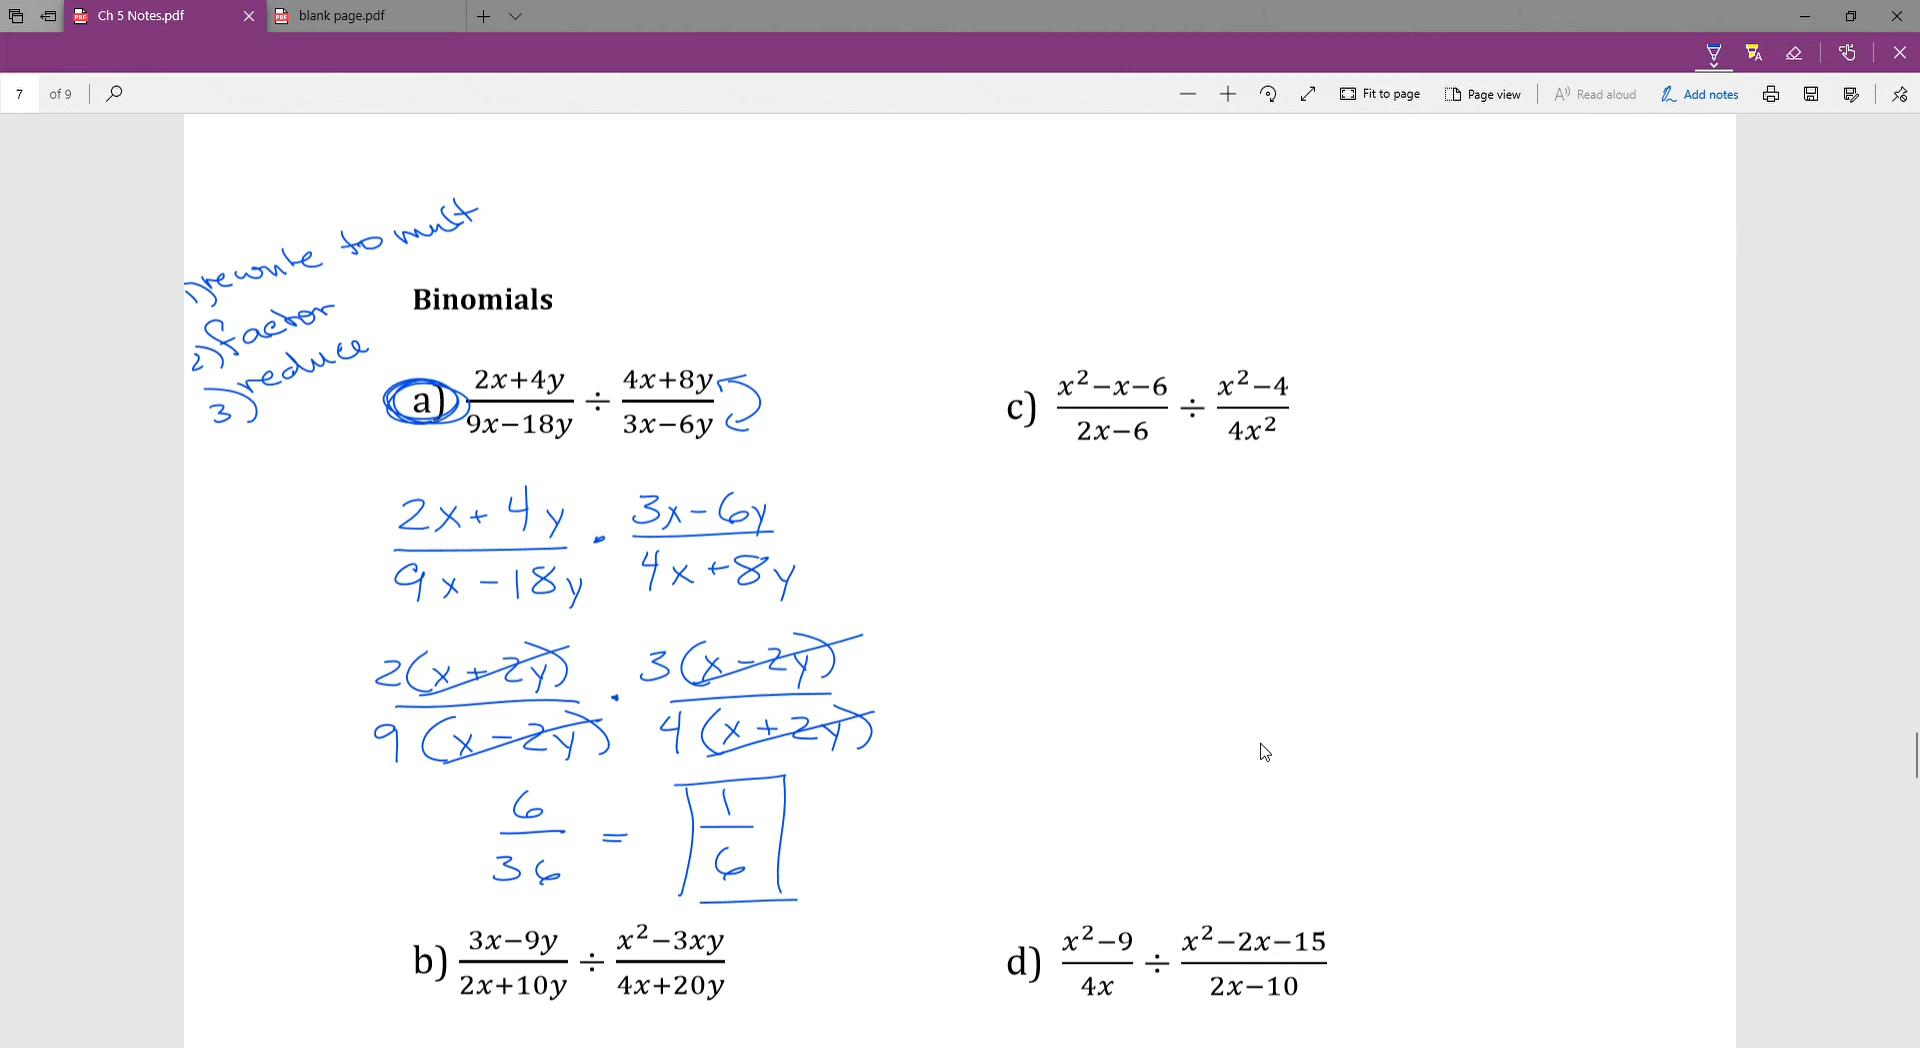 Ch 5 Notes.pdf
blank page.pdf
7 of 9
Fit to page
Page view
Read aloud
Add notes
1) rewrite to mult
2) factor
3) reduce
Binomials
a) (2x+4y)/(9x−18y) ÷ (4x+8y)/(3x−6y)
(2x+4y)/(9x−18y) · (3x−6y)/(4x+8y)
2(x+2y)/9(x−2y) · 3(x−2y)/4(x+2y)
6/36 = 1/6
b) (3x−9y)/(2x+10y) ÷ (x²−3xy)/(4x+20y)
c) (x²−x−6)/(2x−6) ÷ (x²−4)/(4x²)
d) (x²−9)/(4x) ÷ (x²−2x−15)/(2x−10)